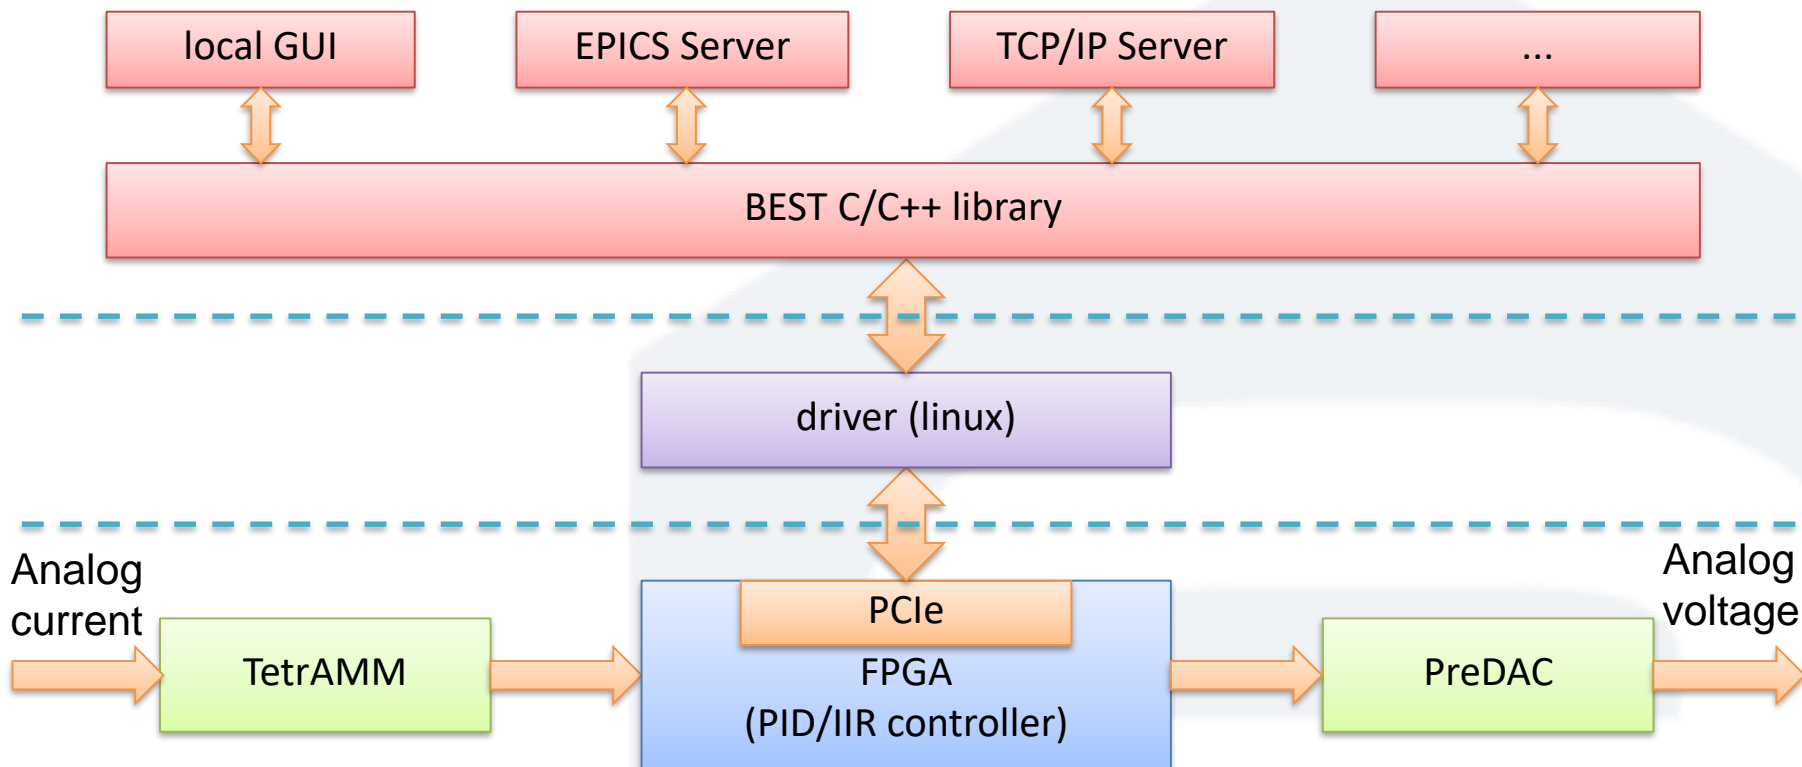 local GUI
EPICS Server
TCP/IP Server
...
BEST C/C++ library
driver (linux)
Analog
current
Analog
voltage
PCIe
TetrAMM
FPGA
(PID/IIR controller)
PreDAC